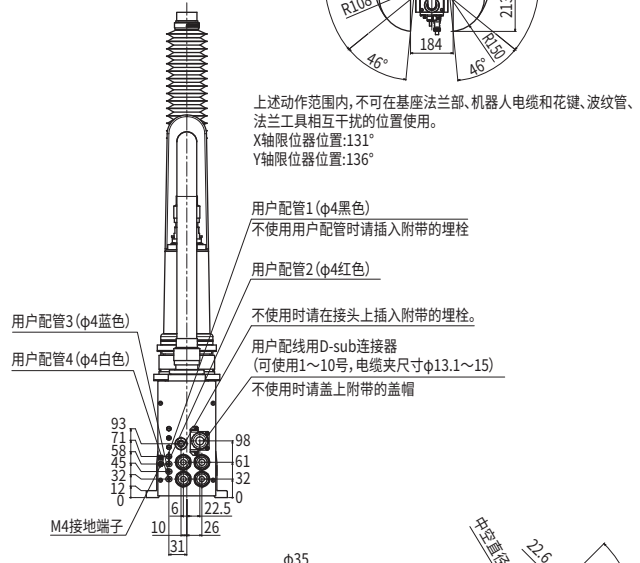 R108
213
R150
46°
184
46°
上述动作范围内,不可在基座法兰部、机器人电缆和花键、波纹管、
法兰工具相互干扰的位置使用。
X轴限位器位置:131°
Y轴限位器位置:136°
用户配管1(φ4黑色)
不使用用户配管时请插入附带的埋栓
用户配管2(φ4红色)
不使用时请在接头上插入附带的埋栓。
用户配管3(φ4蓝色)
用户配线用D-sub连接器
(可使用1~10号,电缆夹尺寸φ13.1~15)
用户配管4(φ4白色)
不使用时请盖上附带的盖帽
93
71
58
45
32
12
0
98
61
32
0
6
22.5
M4接地端子
10
26
31
φ35
中空直径
22.6